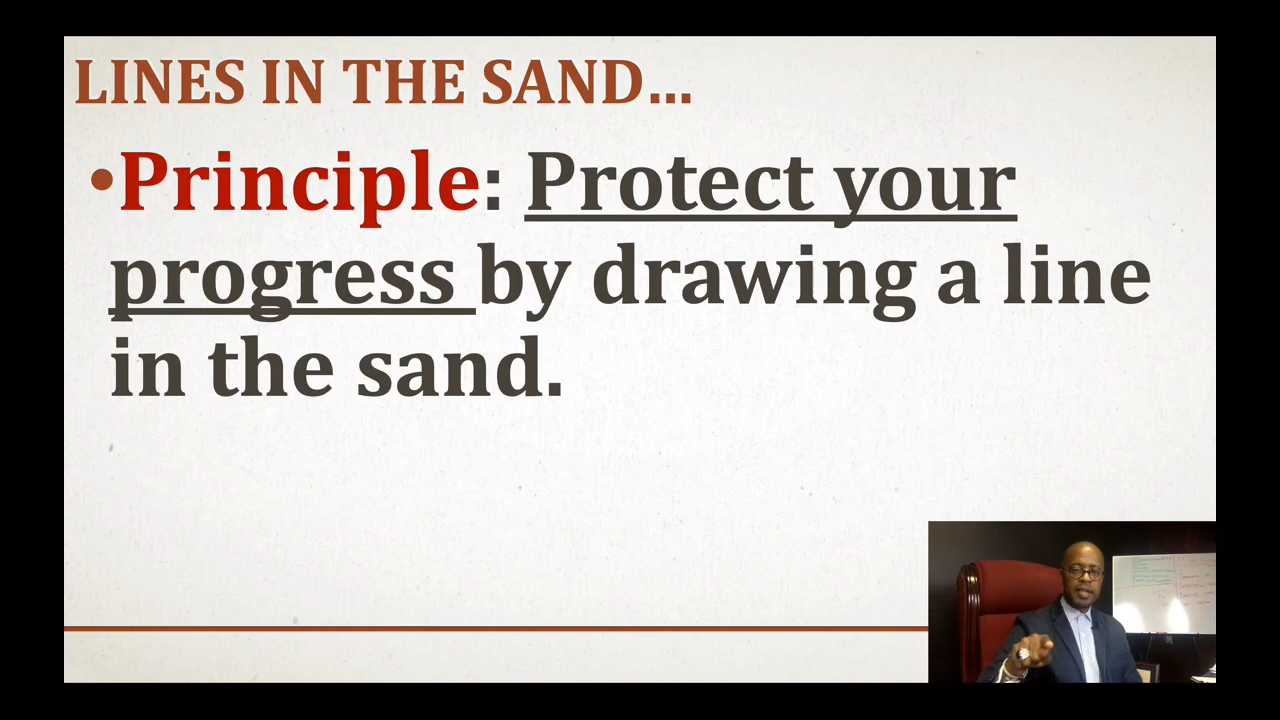 LINES IN THE SAND...
•Principle: Protect your
progress by drawing a line
in the sand.